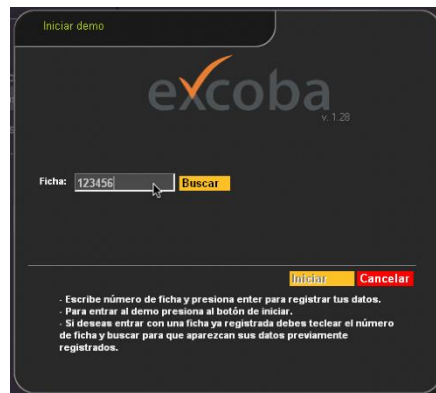 Iniciar demo
excoba
v. 1.28
Ficha: 123456 Buscar
Iniciar Cancelar
- Escribe número de ficha y presiona enter para registrar tus datos.
- Para entrar al demo presiona al botón de iniciar.
- Si deseas entrar con una ficha ya registrada debes teclear el número
de ficha y buscar para que aparezcan sus datos previamente
registrados.